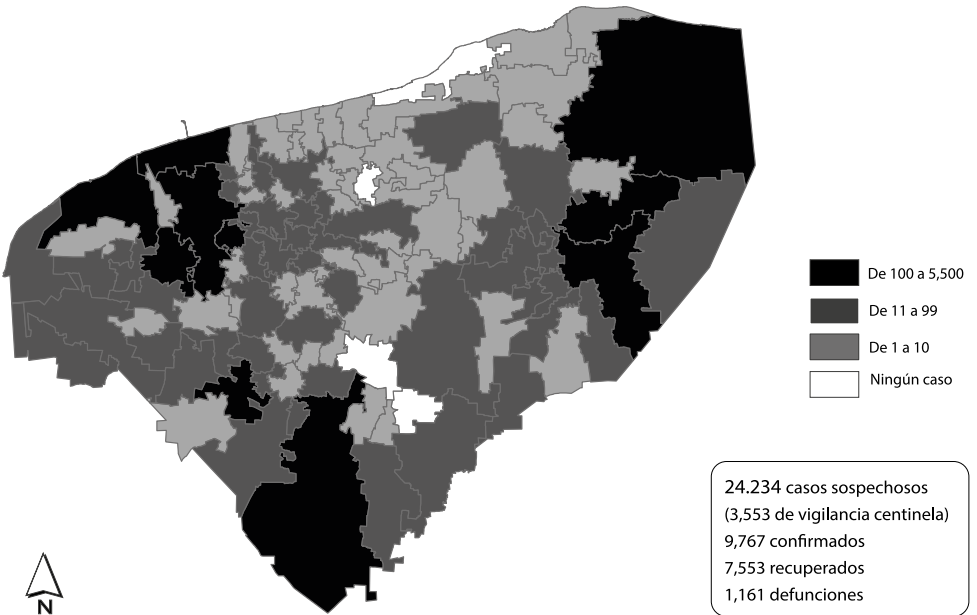 De 100 a 5,500
De 11 a 99
De 1 a 10
Ningún caso
24.234 casos sospechosos
(3,553 de vigilancia centinela)
9,767 confirmados
7,553 recuperados
1,161 defunciones
N